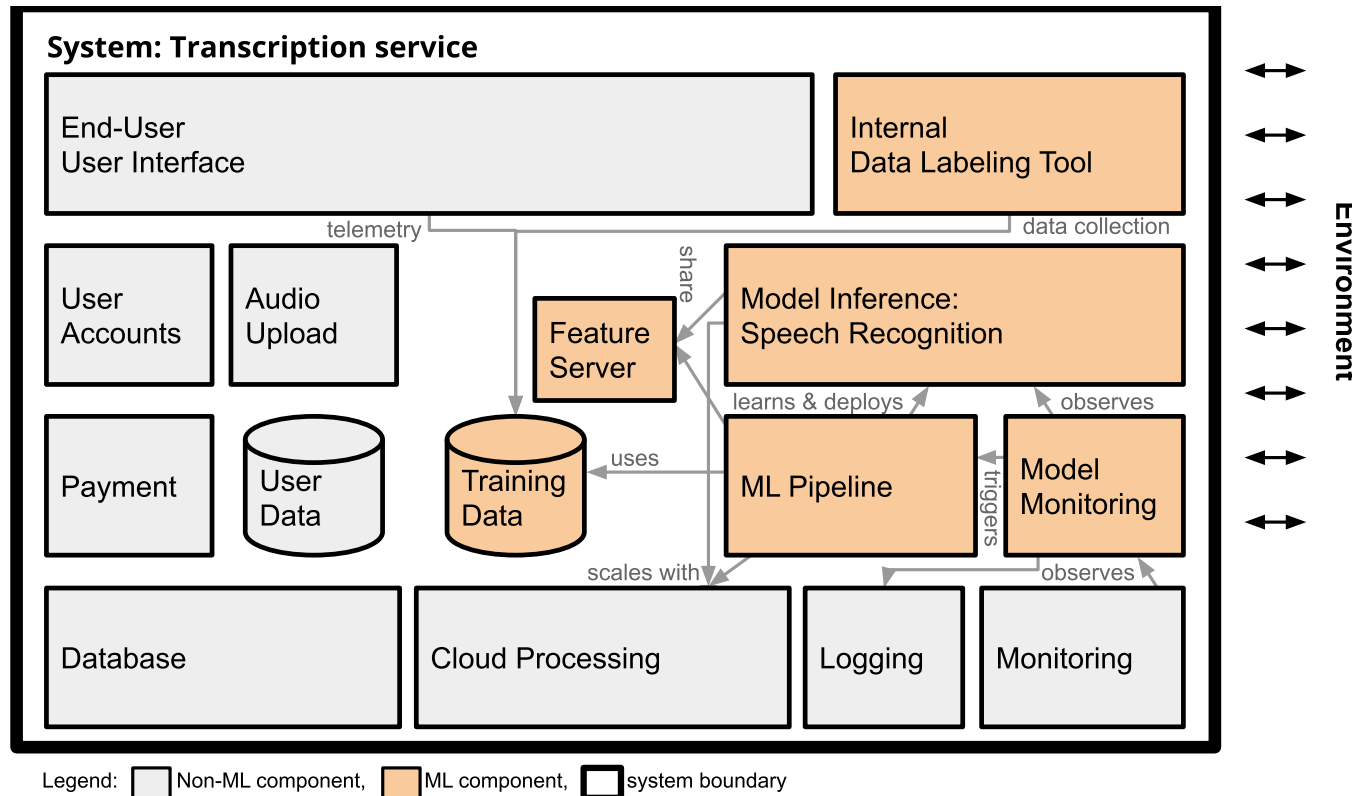 System: Transcription service
End-User
User Interface
Internal
Data Labeling Tool
telemetry
data collection
share
User
Accounts
Audio
Upload
Feature
Server
Model Inference:
Speech Recognition
Environment
learns & deploys
observes
Payment
User
Data
Training
Data
uses
ML Pipeline
triggers
Model
Monitoring
scales with
observes
Database
Cloud Processing
Logging
Monitoring
Legend: Non-ML component, ML component, system boundary